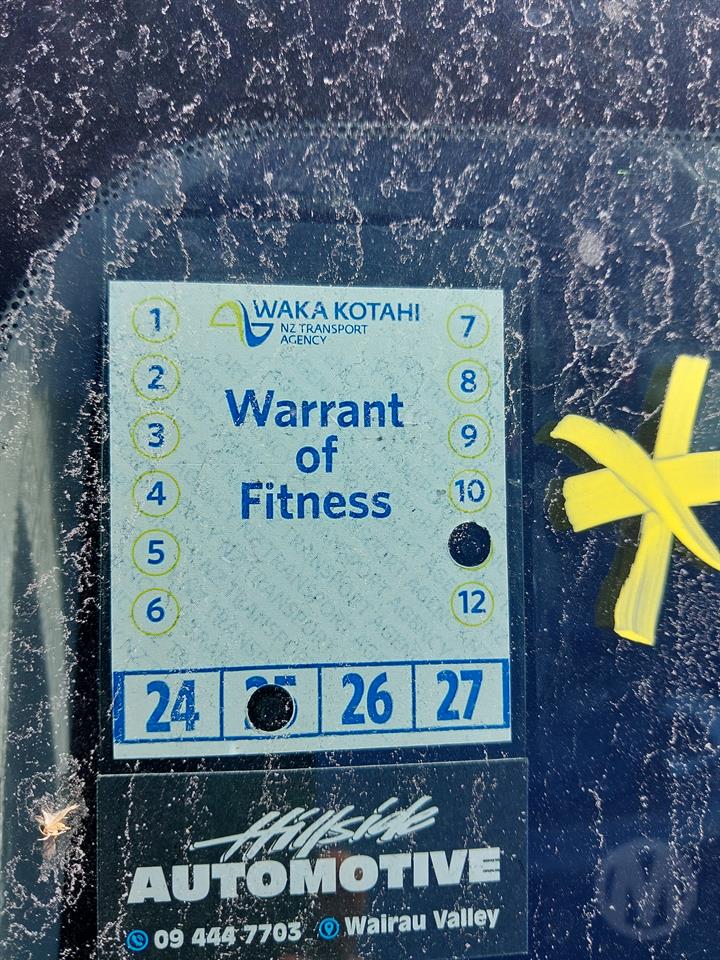 WAKA KOTAHI
NZ TRANSPORT
AGENCY
Warrant
of
Fitness
1
2
3
4
5
6
7
8
9
10
12
24 26 27
Hillside
AUTOMOTIVE
09 444 7703 Wairau Valley